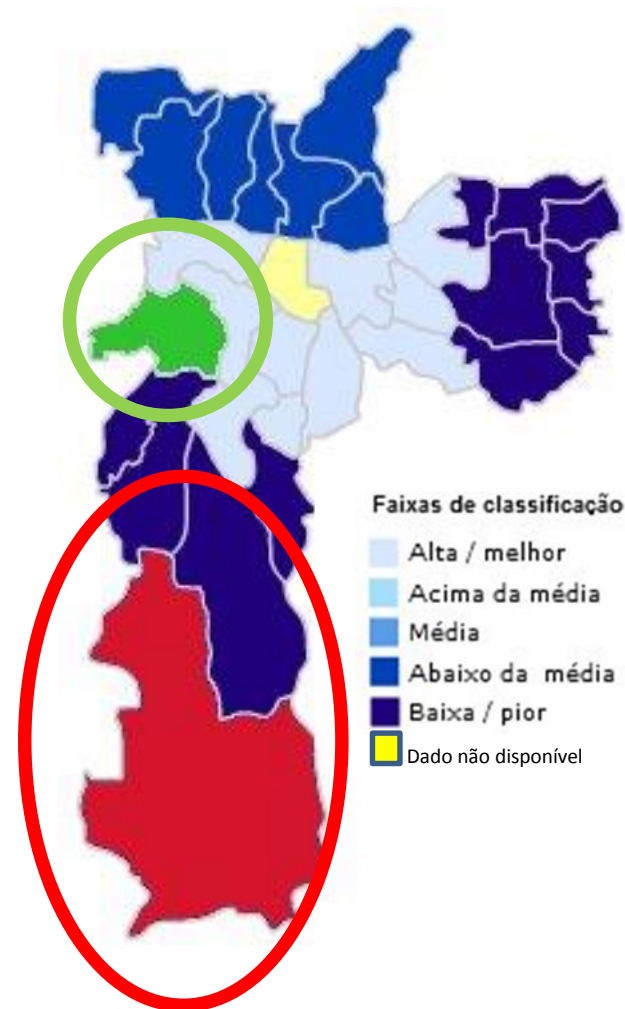 Faixas de classificação
Alta / melhor
Acima da média
Média
Abaixo da média
Baixa / pior
Dado não disponível